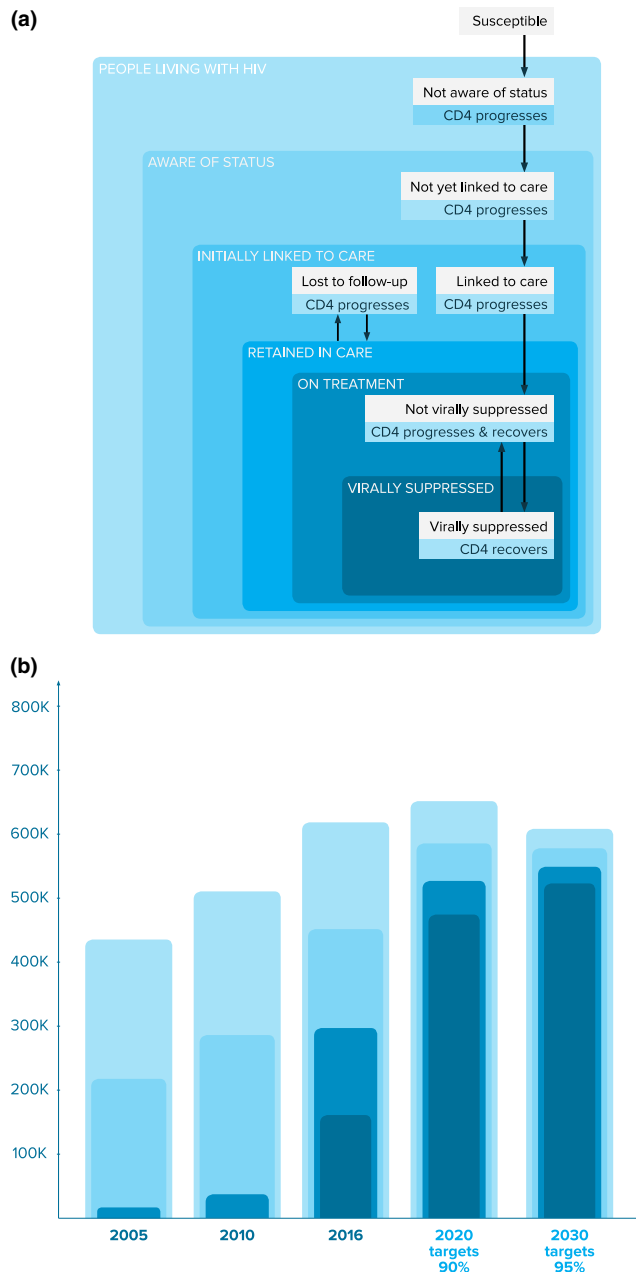 (a)
Susceptible
PEOPLE LIVING WITH HIV
Not aware of status
CD4 progresses
AWARE OF STATUS
Not yet linked to care
CD4 progresses
INITIALLY LINKED TO CARE
Lost to follow-up
CD4 progresses
Linked to care
CD4 progresses
RETAINED IN CARE
ON TREATMENT
Not virally suppressed
CD4 progresses & recovers
VIRALLY SUPPRESSED
Virally suppressed
CD4 recovers
(b)
800K
700K
600K
500K
400K
300K
200K
100K
2005
2010
2016
2020
targets
90%
2030
targets
95%